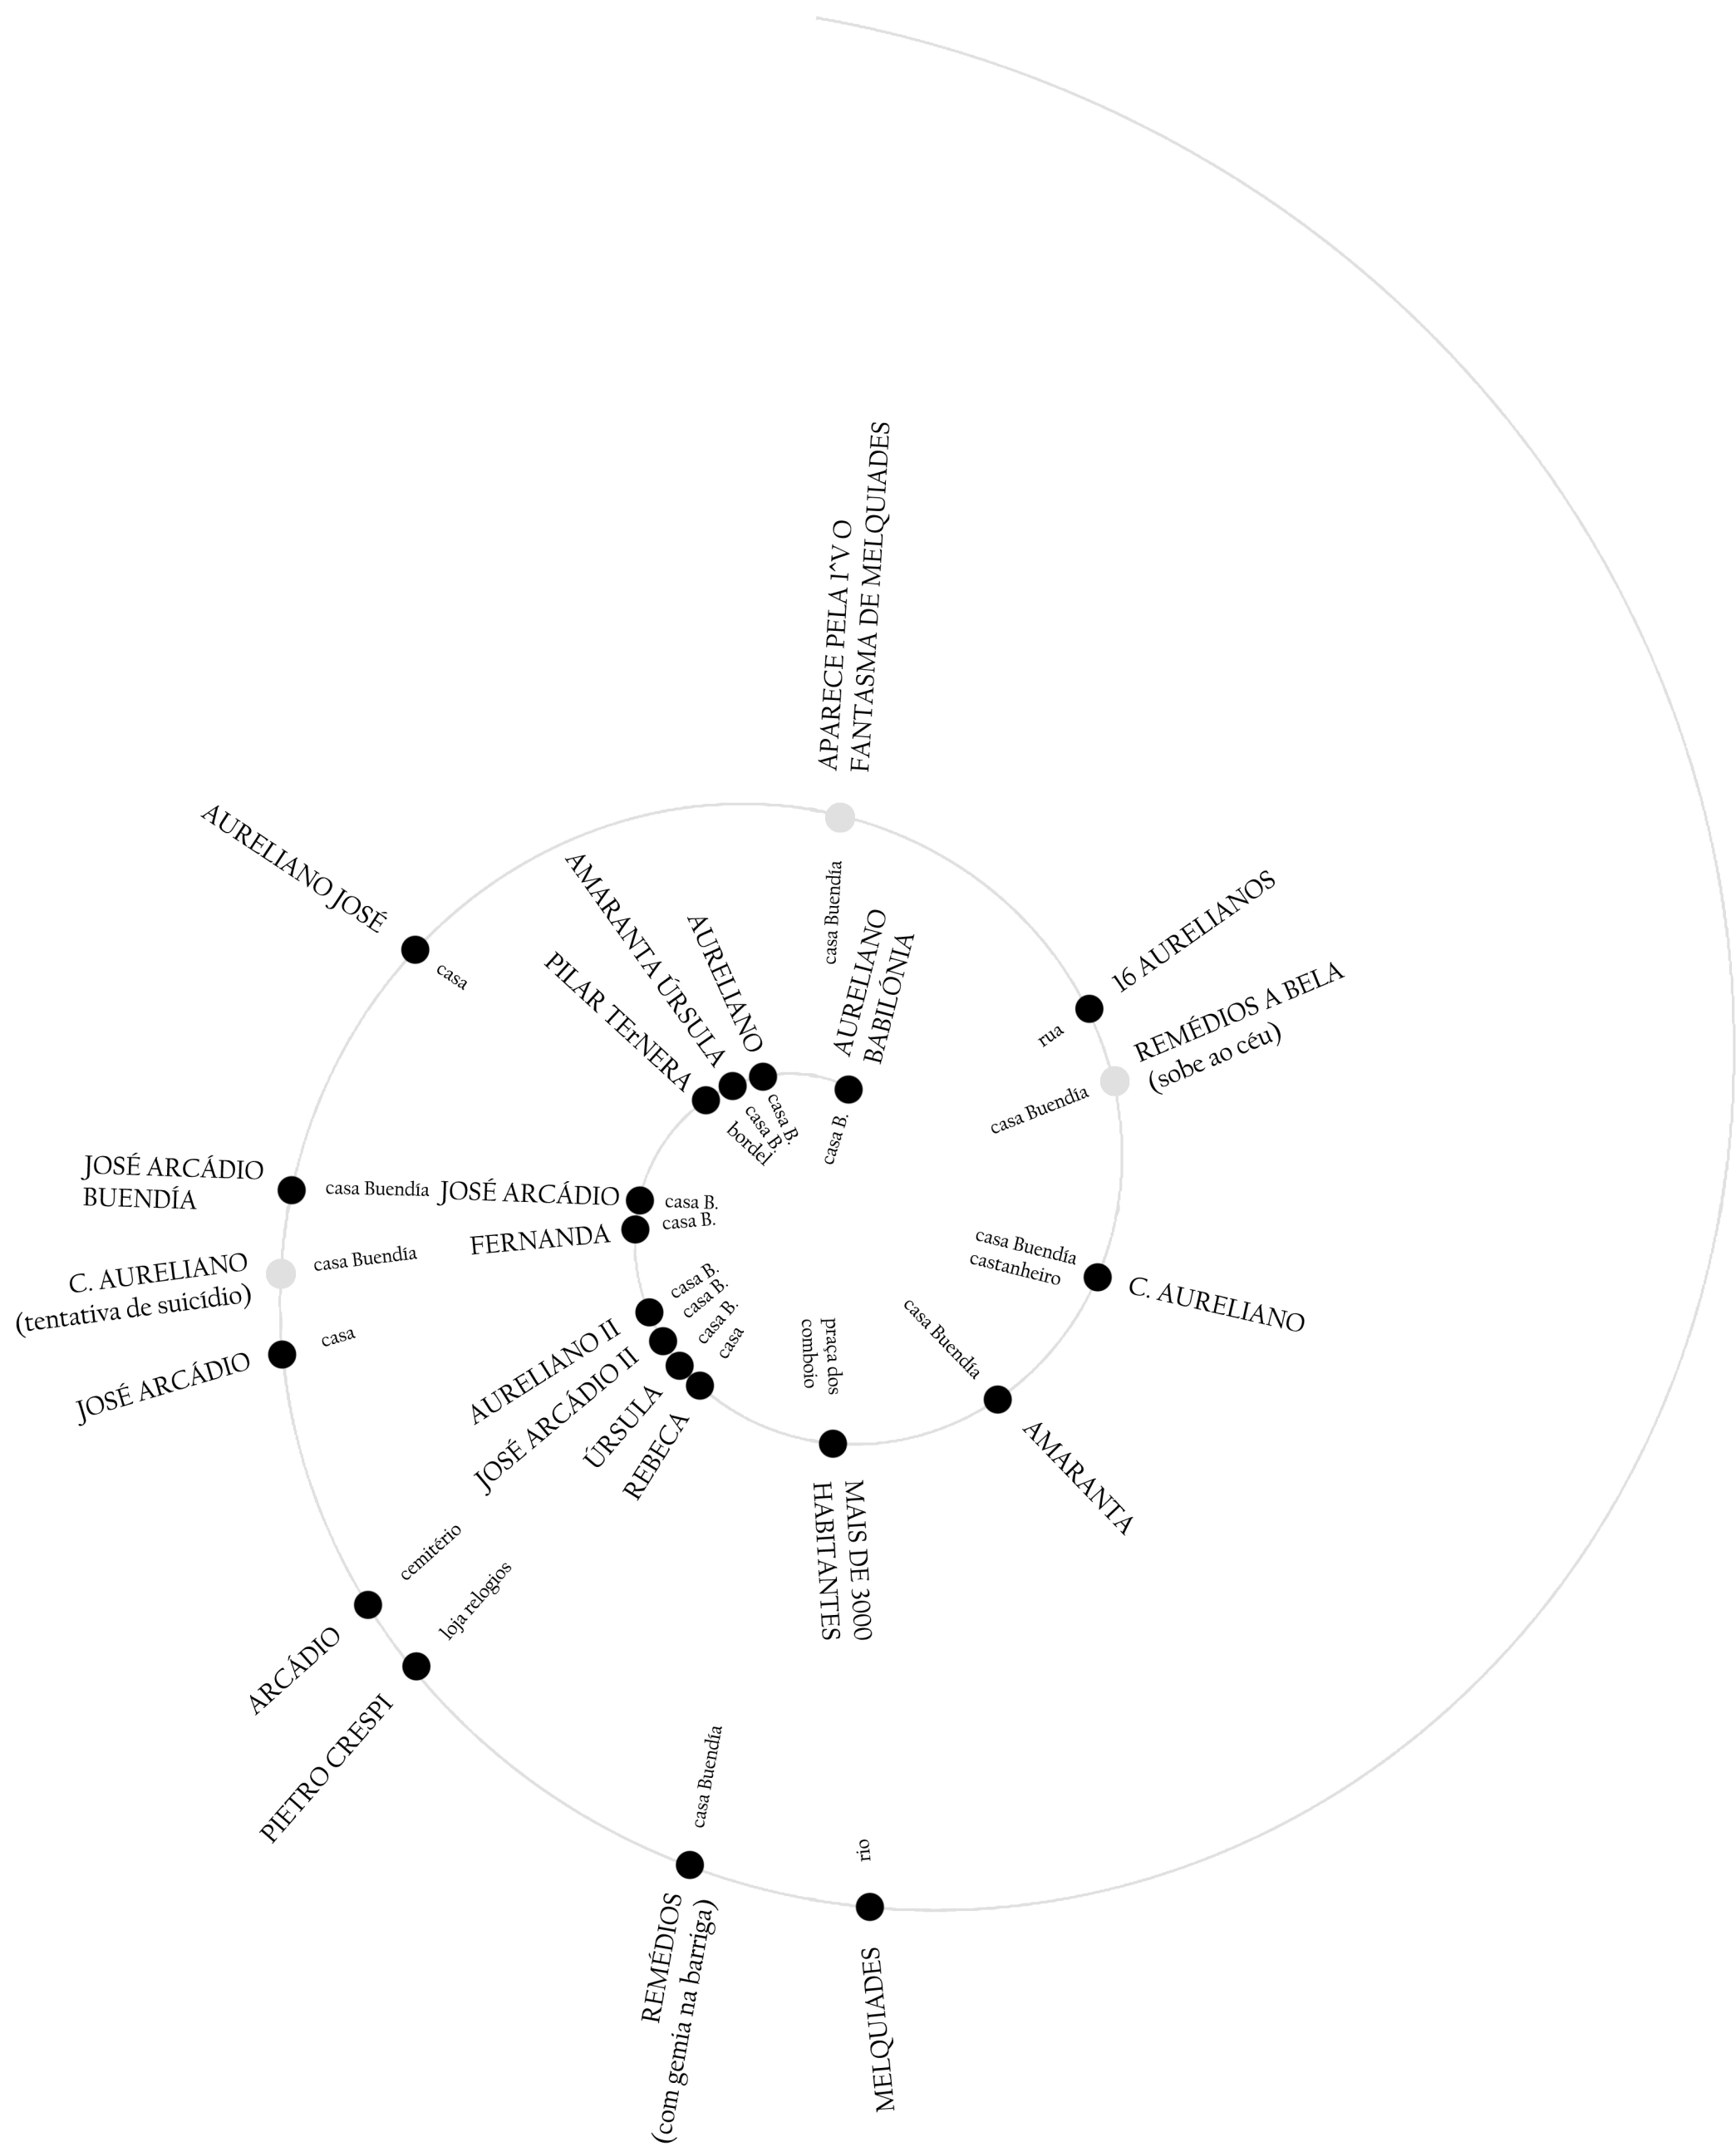 APARECE PELA 1^V O
FANTASMA DE MELQUIADES
casa Buendía
AURELIANO JOSÉ
casa
AMARANTA ÚRSULA
casa B.
AURELIANO
casa B.
PILAR TErNERA
bordel
AURELIANO
BABILÓNIA
casa B.
16 AURELIANOS
rua
REMÉDIOS A BELA
(sobe ao céu)
casa Buendía
JOSÉ ARCÁDIO
BUENDÍA
casa Buendía
JOSÉ ARCÁDIO
casa B.
FERNANDA
casa B.
C. AURELIANO
(tentativa de suicídio)
casa Buendía
JOSÉ ARCÁDIO
casa
casa Buendía
castanheiro
C. AURELIANO
casa Buendía
AMARANTA
AURELIANO II
casa B.
JOSÉ ARCÁDIO II
casa B.
ÚRSULA
casa B.
REBECA
casa
praça dos
comboio
MAIS DE 3000
HABITANTES
cemitério
ARCÁDIO
loja relogios
PIETRO CRESPI
casa Buendía
REMÉDIOS
(com gemia na barriga)
rio
MELQUIADES